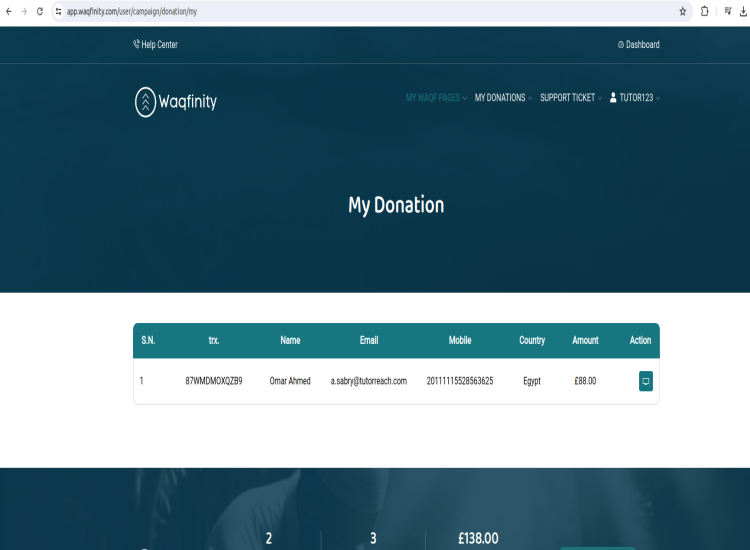 app.waqfinity.com/user/campaign/donation/my
Help Center
Dashboard
Waqfinity
MY WAQF PAGES
MY DONATIONS
SUPPORT TICKET
TUTOR123
My Donation
S.N. trx. Name Email Mobile Country Amount Action
1 87WMDMOXQZB9 Omar Ahmed a.sabry@tutorreach.com 20111115528563625 Egypt £88.00
2 3 £138.00